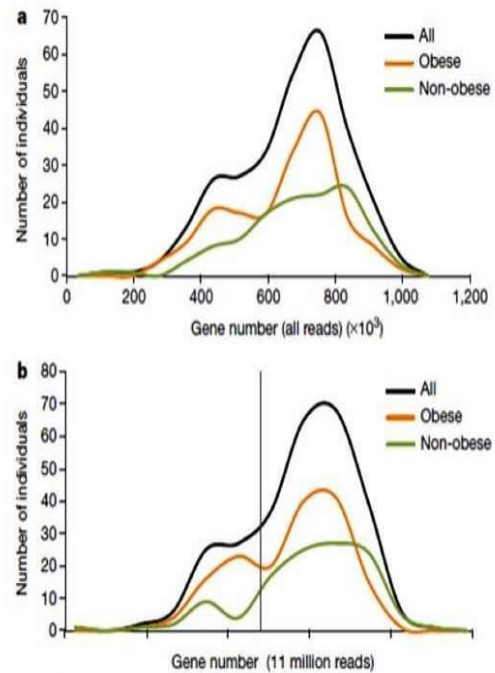 a
Number of individuals
70
60
50
40
30
20
10
0
All
Obese
Non-obese
0 200 400 600 800 1,000 1,200
Gene number (all reads) (×10³)
b
Number of individuals
80
70
60
50
40
30
20
10
0
All
Obese
Non-obese
Gene number (11 million reads)